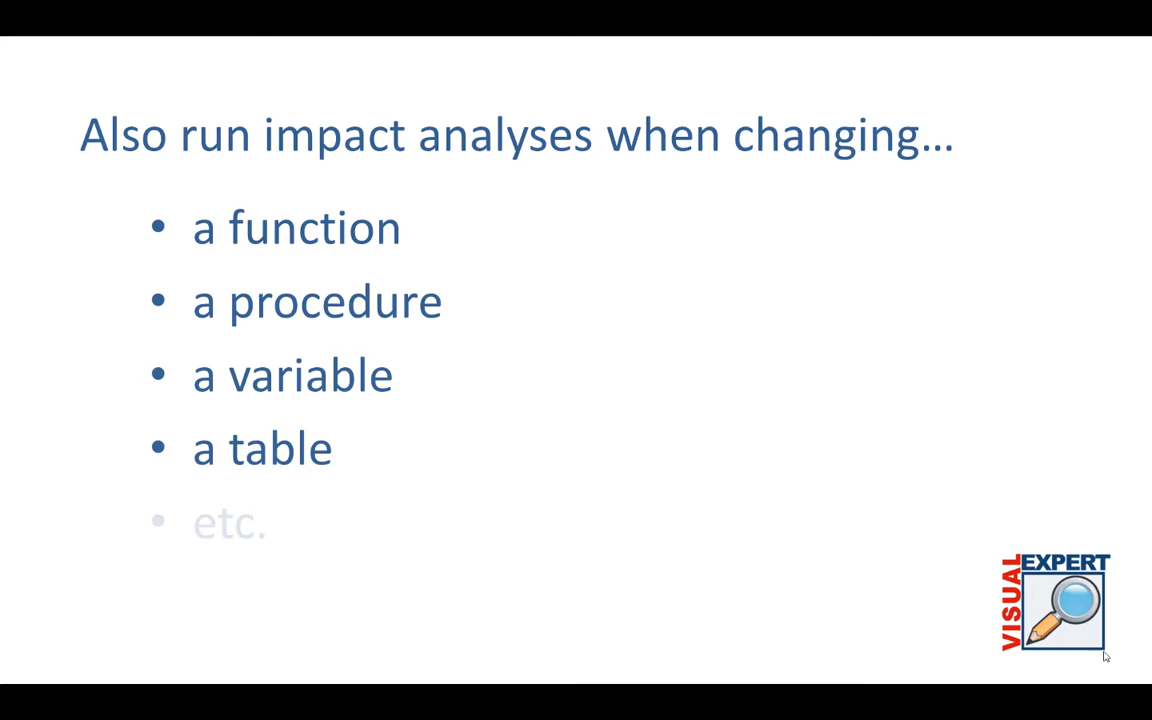 Also run impact analyses when changing...
• a function
• a procedure
• a variable
• a table
• etc.
VISUAL
EXPERT